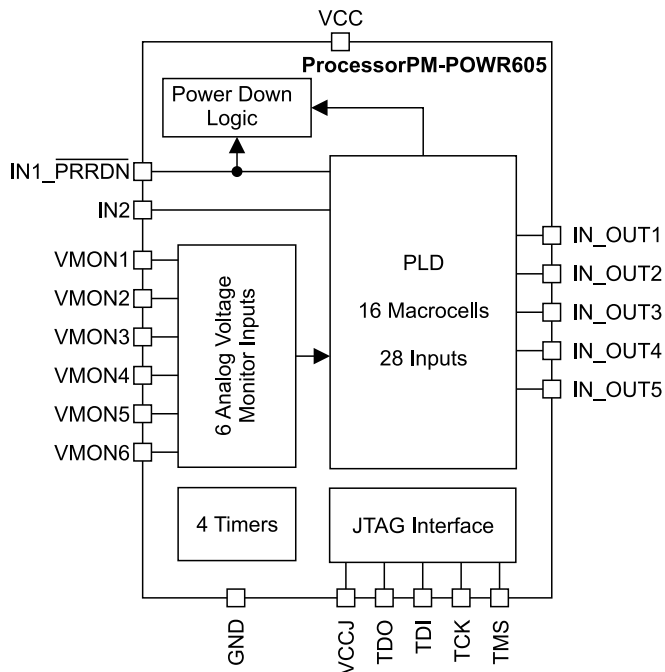 VCC
ProcessorPM-POWR605
Power Down
Logic
IN1_PRRDN
IN2
VMON1
VMON2
VMON3
VMON4
VMON5
VMON6
6 Analog Voltage
Monitor Inputs
PLD
16 Macrocells
28 Inputs
IN_OUT1
IN_OUT2
IN_OUT3
IN_OUT4
IN_OUT5
4 Timers
JTAG Interface
GND
VCCJ
TDO
TDI
TCK
TMS